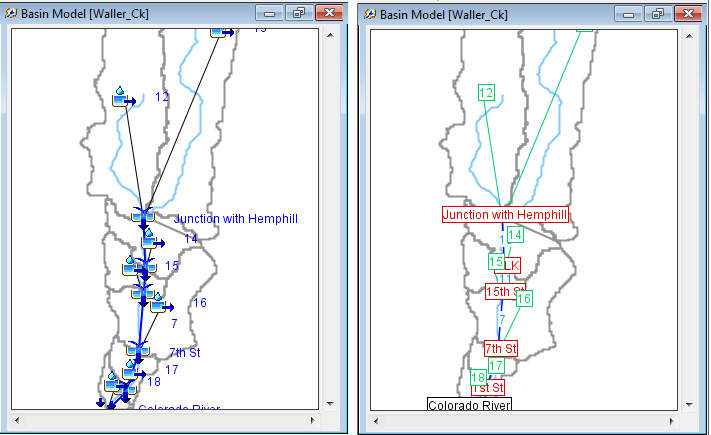 Basin Model [Waller_Ck]
12
Junction with Hemphill
14
15
16
7
7th St
17
18
Colorado River
Basin Model [Waller_Ck]
12
Junction with Hemphill
14
15
LK
11
15th St
16
7
7th St
17
18
1st St
Colorado River